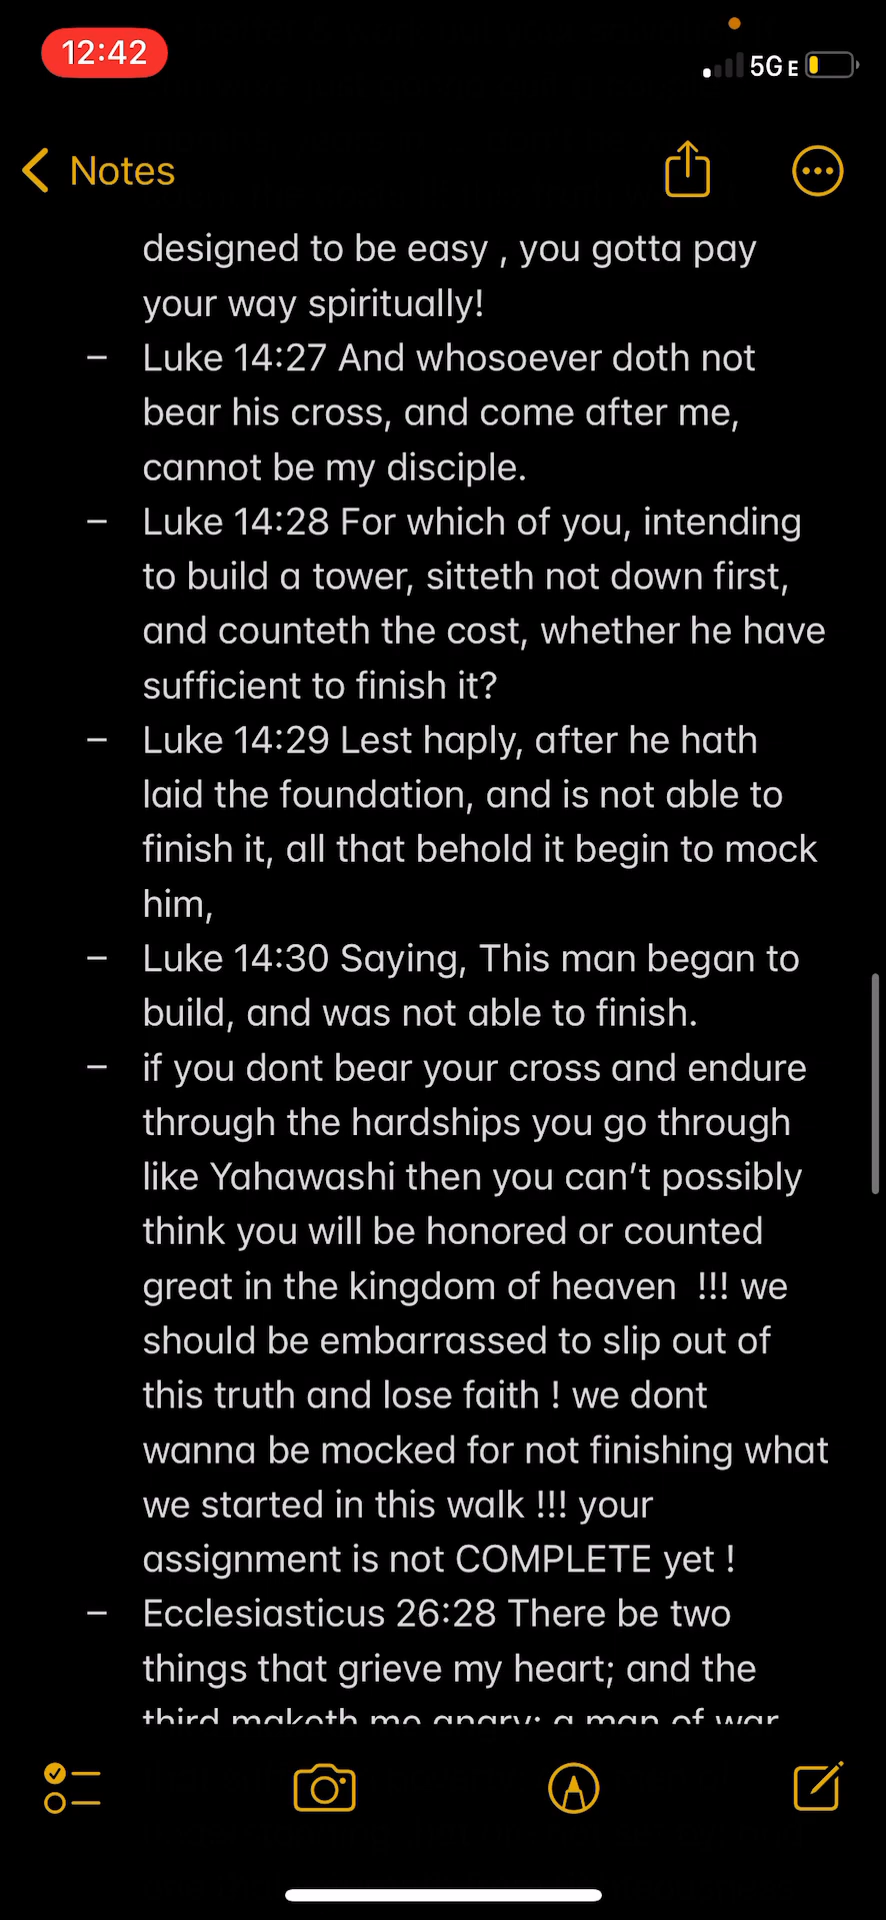 12:42
5G E
Notes
designed to be easy , you gotta pay
your way spiritually!
– Luke 14:27 And whosoever doth not
bear his cross, and come after me,
cannot be my disciple.
– Luke 14:28 For which of you, intending
to build a tower, sitteth not down first,
and counteth the cost, whether he have
sufficient to finish it?
– Luke 14:29 Lest haply, after he hath
laid the foundation, and is not able to
finish it, all that behold it begin to mock
him,
– Luke 14:30 Saying, This man began to
build, and was not able to finish.
– if you dont bear your cross and endure
through the hardships you go through
like Yahawashi then you can’t possibly
think you will be honored or counted
great in the kingdom of heaven  !!! we
should be embarrassed to slip out of
this truth and lose faith ! we dont
wanna be mocked for not finishing what
we started in this walk !!! your
assignment is not COMPLETE yet !
– Ecclesiasticus 26:28 There be two
things that grieve my heart; and the
third maketh me angry: a man of war